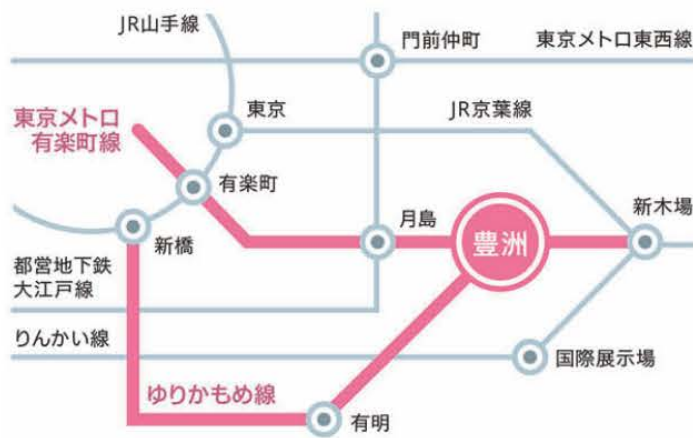 JR山手線
門前仲町
東京メトロ東西線
東京メトロ
有楽町線
東京
JR京葉線
有楽町
新橋
月島
豊洲
新木場
都営地下鉄
大江戸線
りんかい線
国際展示場
ゆりかもめ線
有明